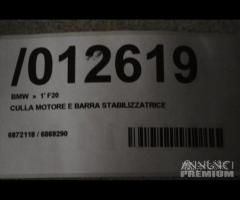 /012619
BMW » 1' F20
CULLA MOTORE E BARRA STABILIZZATRICE
6872118 / 6869290
ANNUNCI
PREMIUM